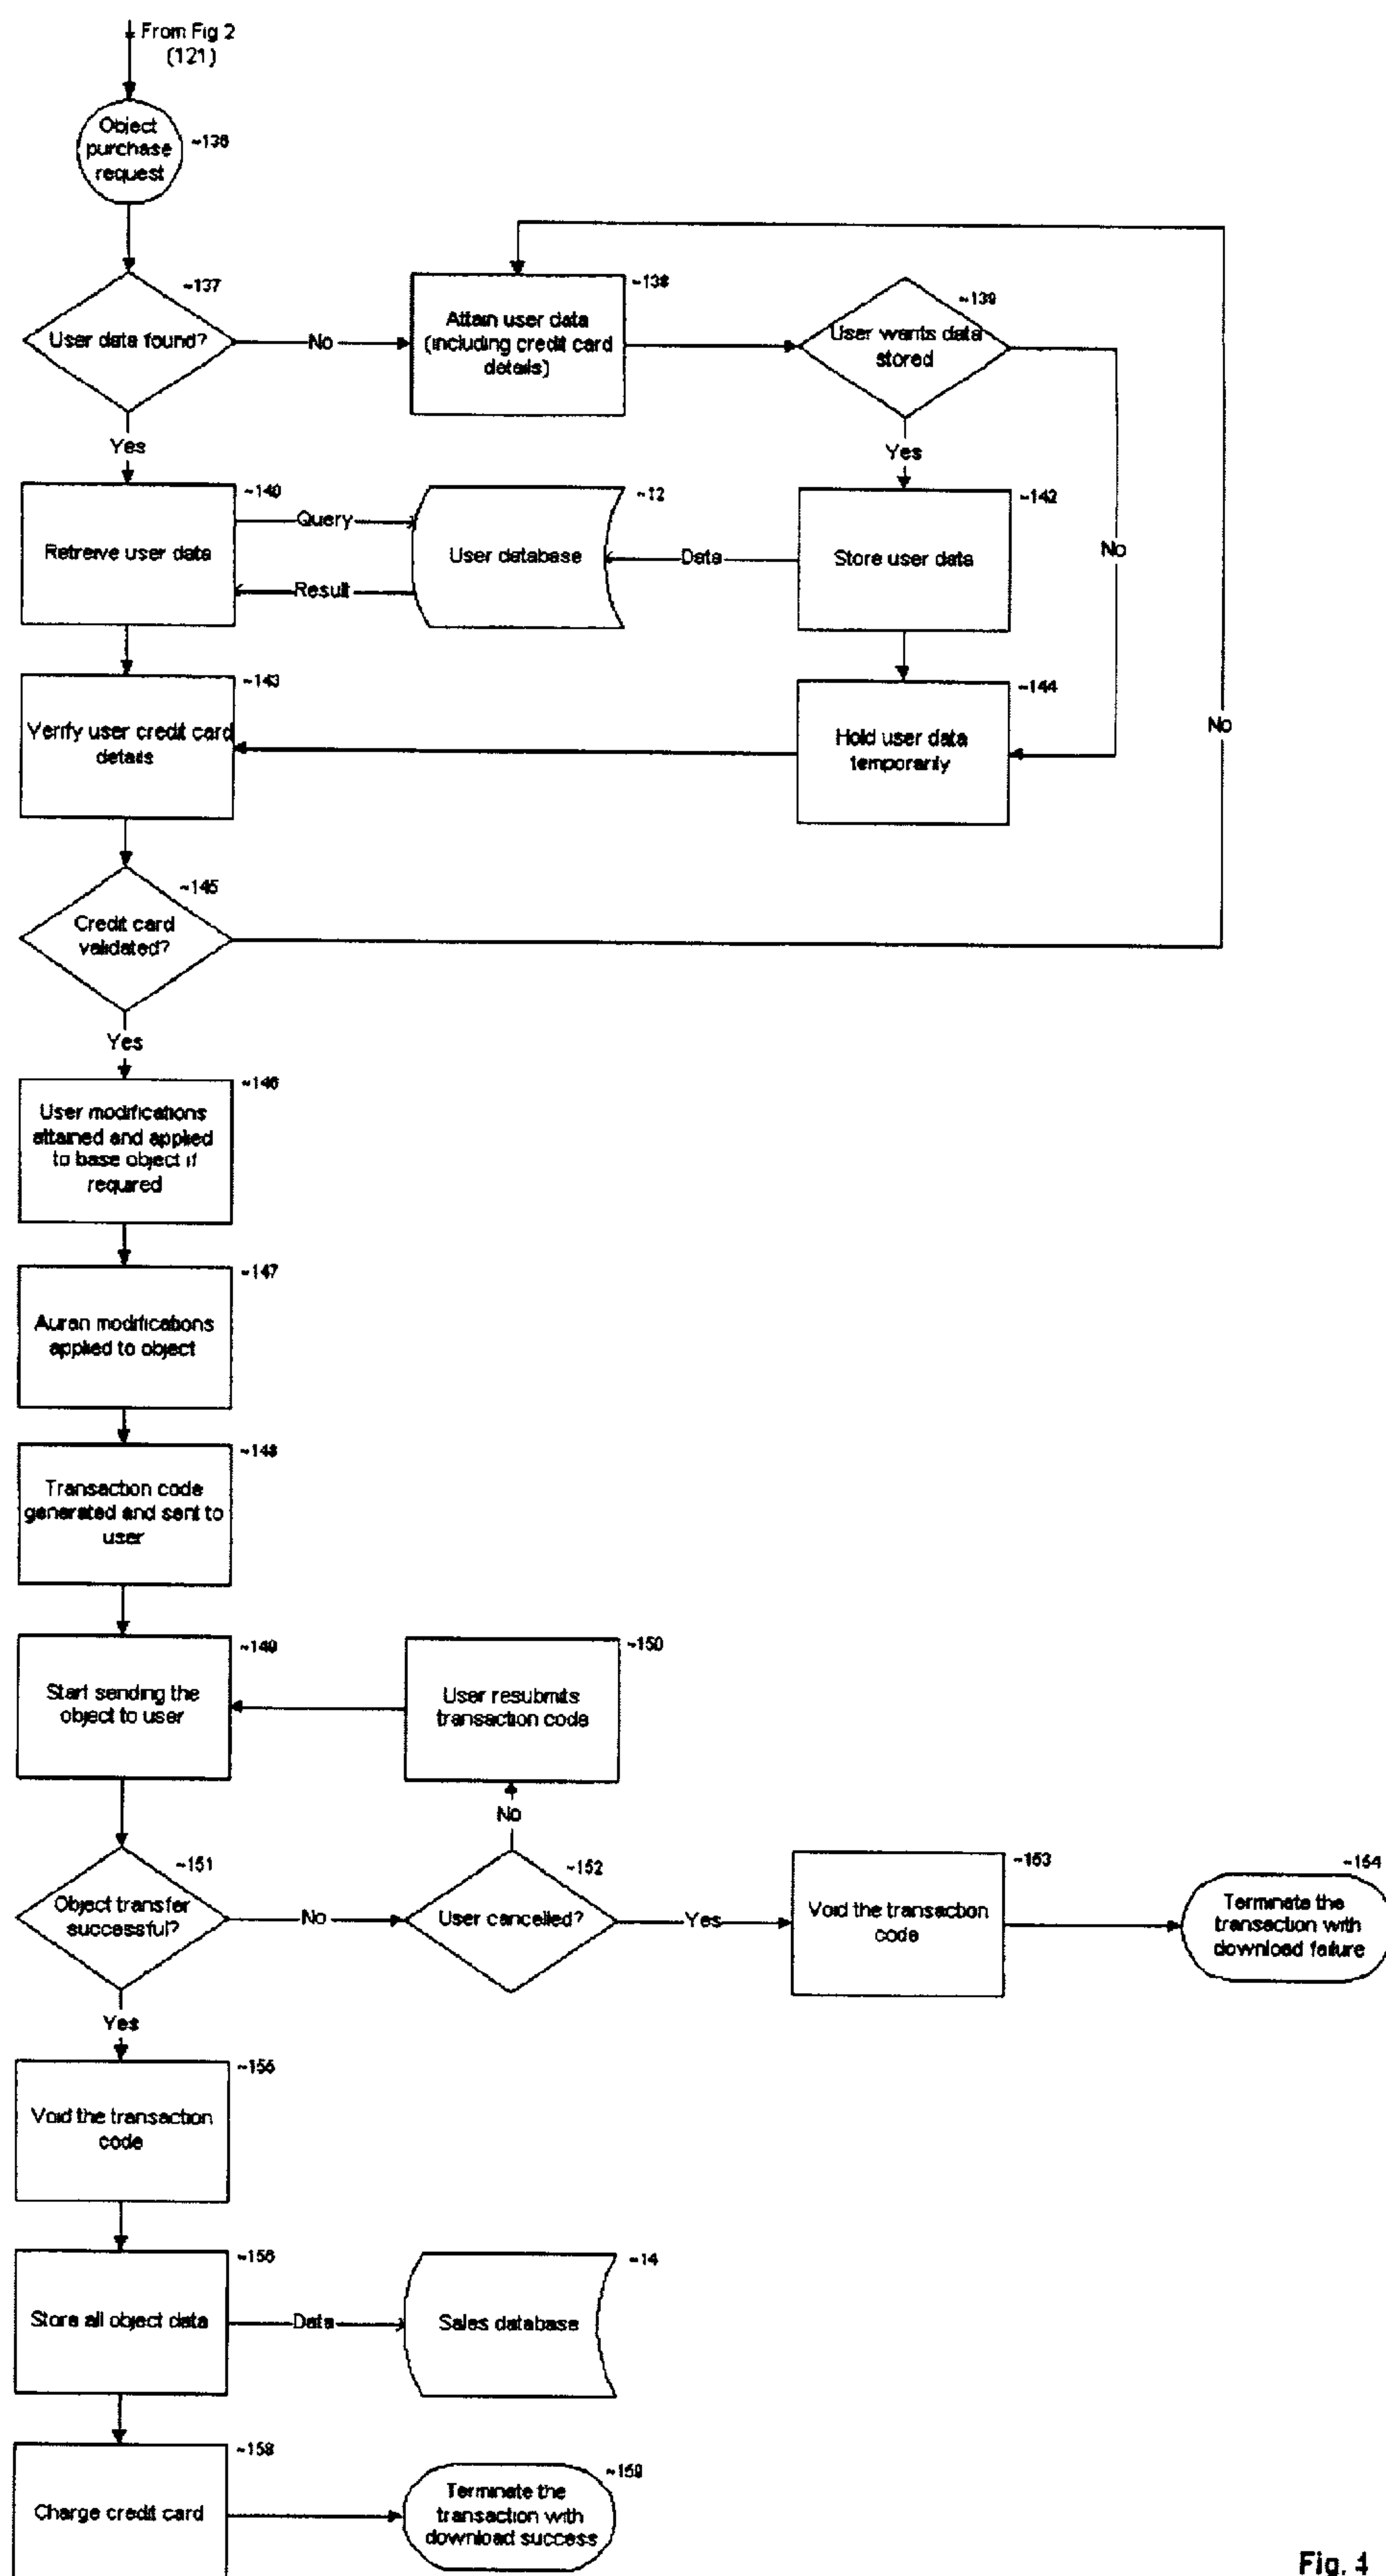 From Fig 2
(121)
Object
purchase
request
~136
~137
User data found?
No
~138
Attain user data
(including credit card
details)
~139
User wants data
stored
Yes
Yes
~140
Retreive user data
Query
Result
~12
User database
Data
~142
Store user data
No
~143
Verify user credit card
details
~144
Hold user data
temporarily
No
~145
Credit card
validated?
Yes
~146
User modifications
attained and applied
to base object if
required
~147
Auran modifications
applied to object
~148
Transaction code
generated and sent to
user
~149
Start sending the
object to user
~150
User resubmits
transaction code
No
~151
Object transfer
successful?
No
~152
User cancelled?
Yes
~153
Void the transaction
code
~154
Terminate the
transaction with
download failure
Yes
~155
Void the transaction
code
~156
Store all object data
Data
~14
Sales database
~158
Charge credit card
~159
Terminate the
transaction with
download success
Fig. 4